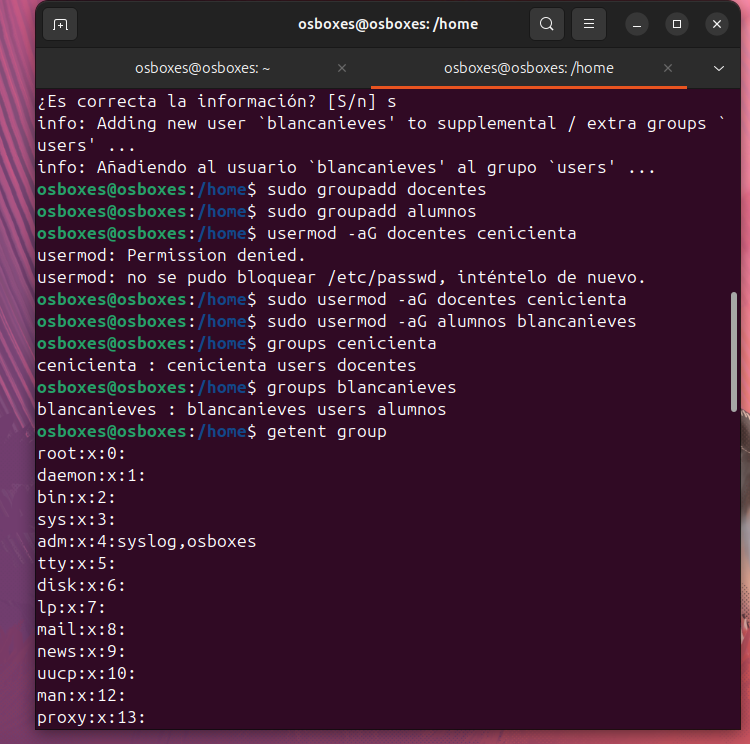 osboxes@osboxes: /home
osboxes@osboxes: ~
osboxes@osboxes: /home
¿Es correcta la información? [S/n] s
info: Adding new user `blancanieves' to supplemental / extra groups `
users' ...
info: Añadiendo al usuario `blancanieves' al grupo `users' ...
osboxes@osboxes:/home$ sudo groupadd docentes
osboxes@osboxes:/home$ sudo groupadd alumnos
osboxes@osboxes:/home$ usermod -aG docentes cenicienta
usermod: Permission denied.
usermod: no se pudo bloquear /etc/passwd, inténtelo de nuevo.
osboxes@osboxes:/home$ sudo usermod -aG docentes cenicienta
osboxes@osboxes:/home$ sudo usermod -aG alumnos blancanieves
osboxes@osboxes:/home$ groups cenicienta
cenicienta : cenicienta users docentes
osboxes@osboxes:/home$ groups blancanieves
blancanieves : blancanieves users alumnos
osboxes@osboxes:/home$ getent group
root:x:0:
daemon:x:1:
bin:x:2:
sys:x:3:
adm:x:4:syslog,osboxes
tty:x:5:
disk:x:6:
lp:x:7:
mail:x:8:
news:x:9:
uucp:x:10:
man:x:12:
proxy:x:13: